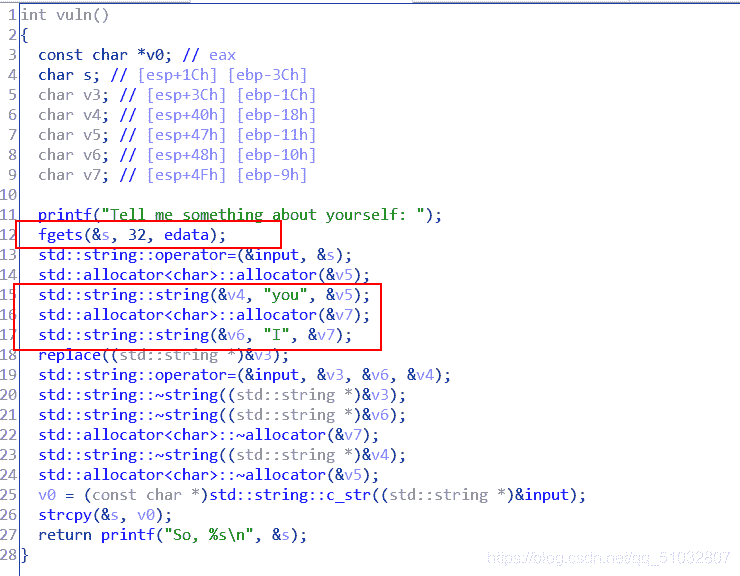 1 int vuln()
2 {
3 const char *v0; // eax
4 char s; // [esp+1Ch] [ebp-3Ch]
5 char v3; // [esp+3Ch] [ebp-1Ch]
6 char v4; // [esp+40h] [ebp-18h]
7 char v5; // [esp+47h] [ebp-11h]
8 char v6; // [esp+48h] [ebp-10h]
9 char v7; // [esp+4Fh] [ebp-9h]
10
11 printf("Tell me something about yourself: ");
12 fgets(&s, 32, edata);
13 std::string::operator=(&input, &s);
14 std::allocator<char>::allocator(&v5);
15 std::string::string(&v4, "you", &v5);
16 std::allocator<char>::allocator(&v7);
17 std::string::string(&v6, "I", &v7);
18 replace((std::string *)&v3);
19 std::string::operator=(&input, &v3, &v6, &v4);
20 std::string::~string((std::string *)&v3);
21 std::string::~string((std::string *)&v6);
22 std::allocator<char>::~allocator(&v7);
23 std::string::~string((std::string *)&v4);
24 std::allocator<char>::~allocator(&v5);
25 v0 = (const char *)std::string::c_str((std::string *)&input);
26 strcpy(&s, v0);
27 return printf("So, %s\n", &s);
28 }
https://blog.csdn.net/qq_51032807